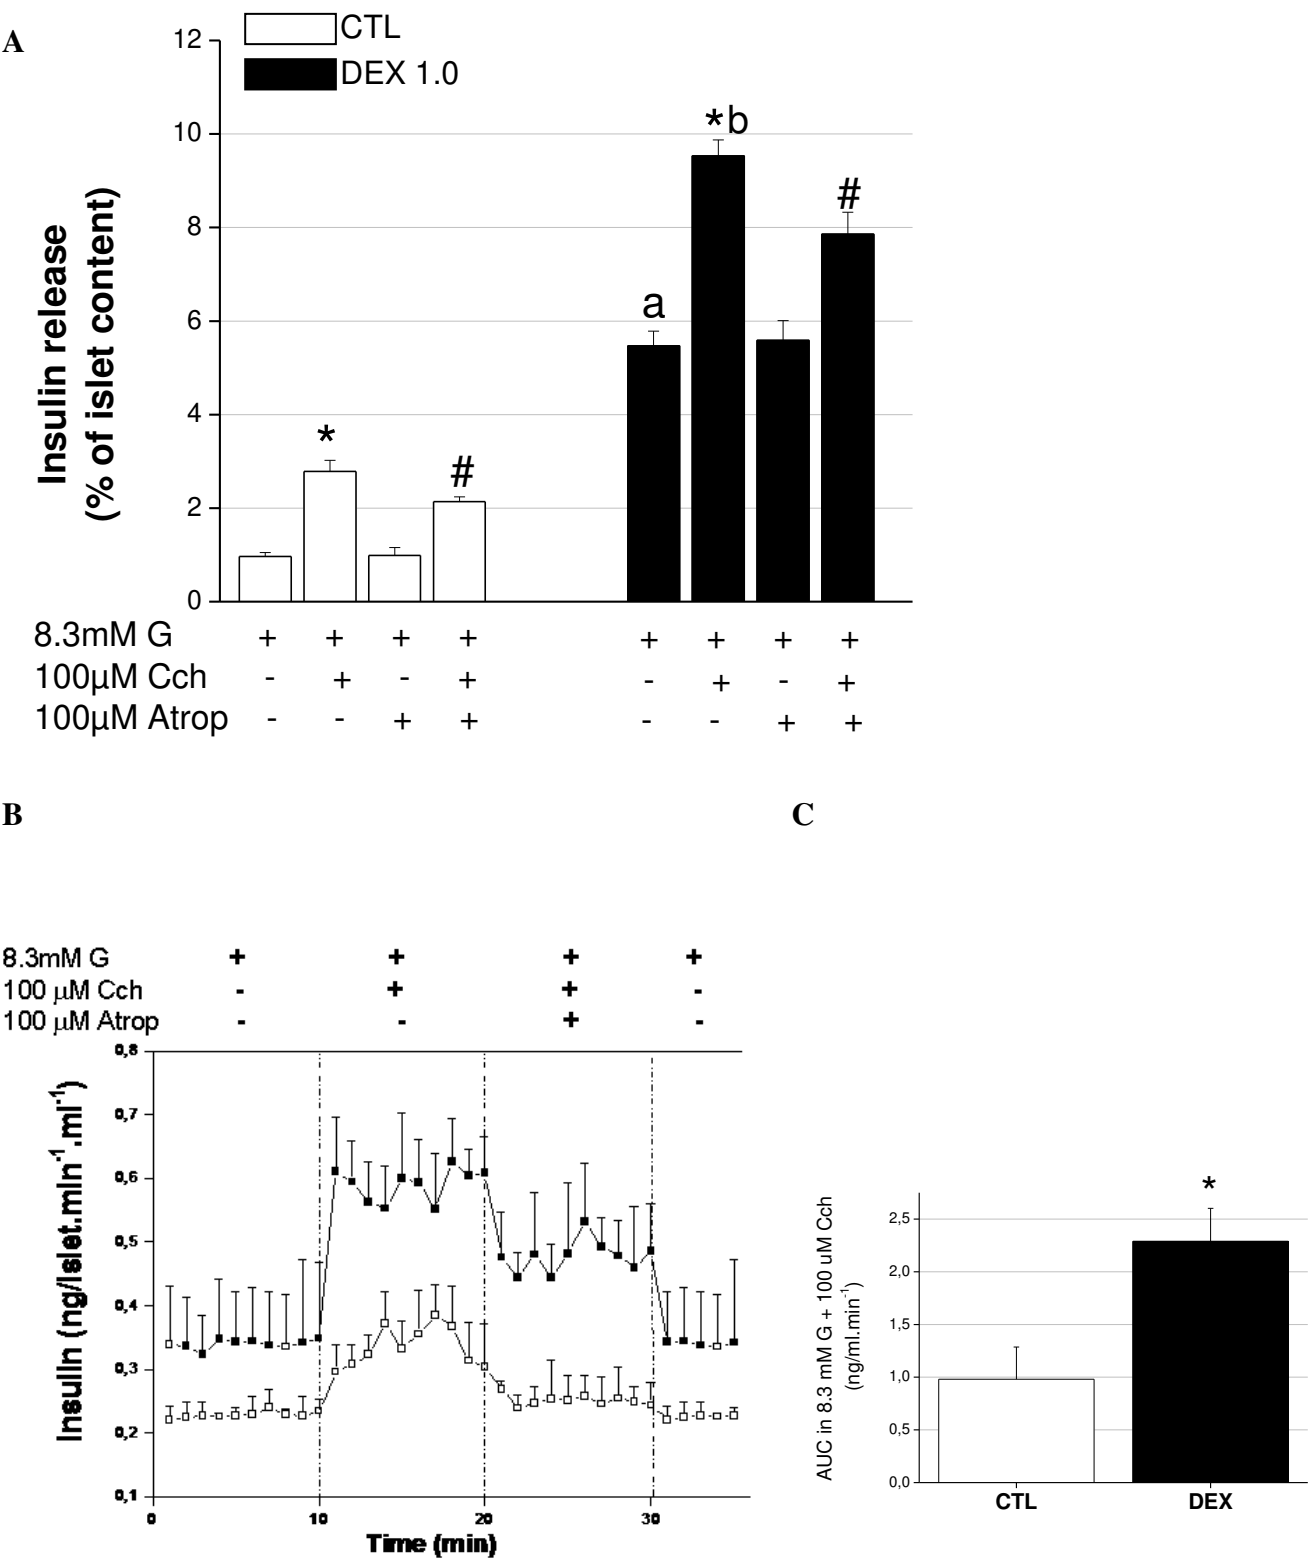 A
CTL
DEX 1.0
12
10
8
6
4
2
0
Insulin release
(% of islet content)
*
#
a
*b
#
8.3mM G + + + + + + + +
100µM Cch - + - + - + - +
100µM Atrop - - + + - - + +
B
C
8.3mM G + + + +
100 µM Cch - + + -
100 µM Atrop - - + -
0,8
0,7
0,6
0,5
0,4
0,3
0,2
0,1
Insulin (ng/islet.min-1.ml-1)
0 10 20 30
Time (min)
AUC in 8.3 mM G + 100 uM Cch
(ng/ml.min-1)
2,5
2,0
1,5
1,0
0,5
0,0
*
CTL DEX